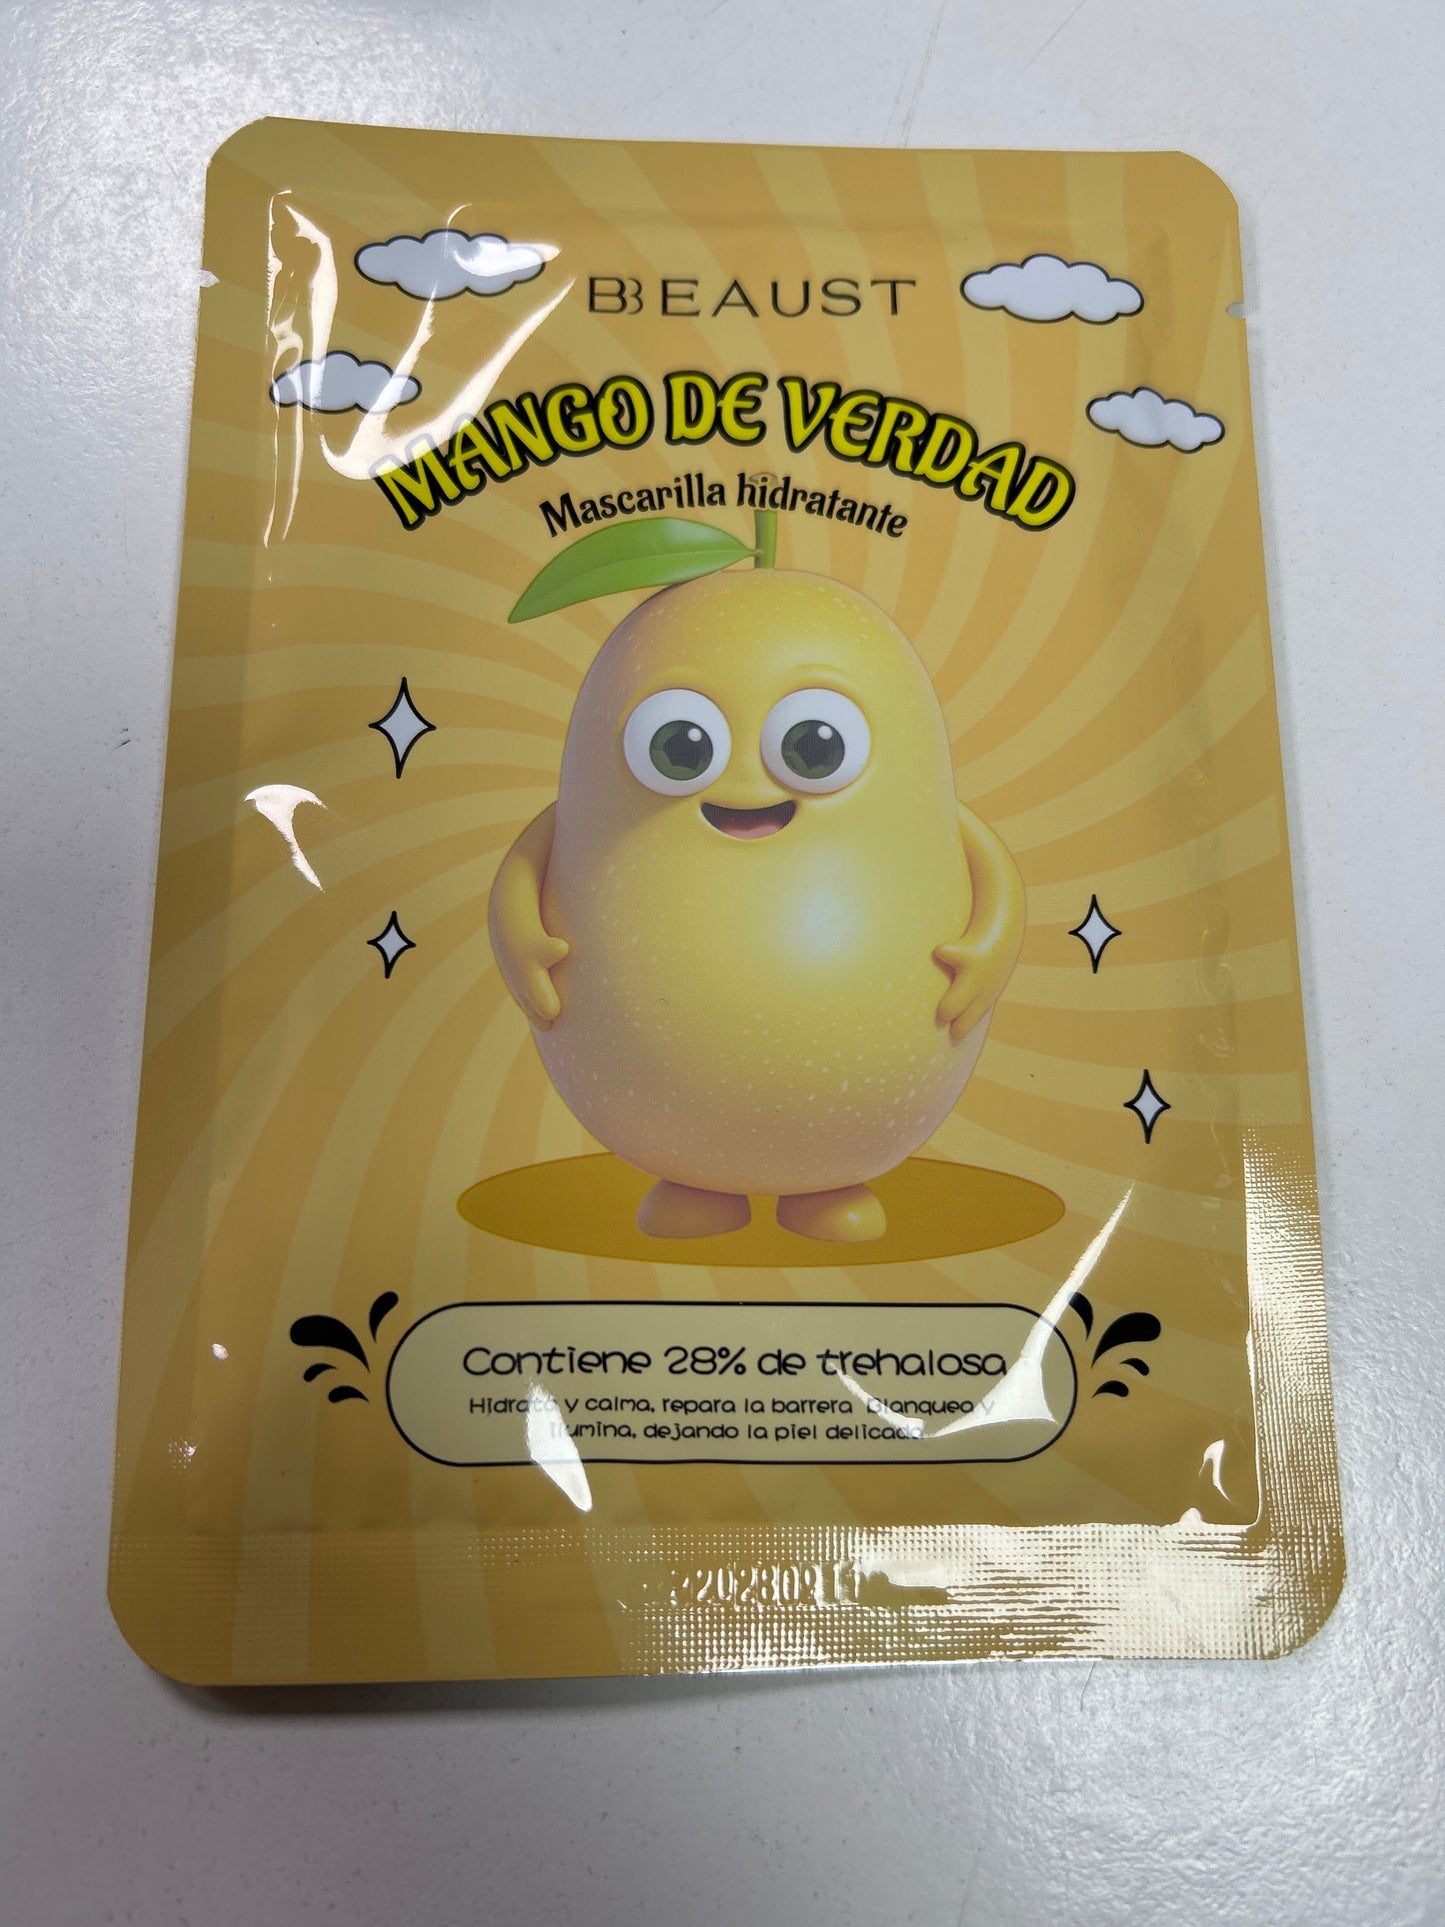 BEAUST
MANGO DE VERDAD
Mascarilla hidratante
Contiene 28% de trehalosa
Hidrata y calma, repara la barrera Blanquea y
ilumina, dejando la piel delicada
20280911